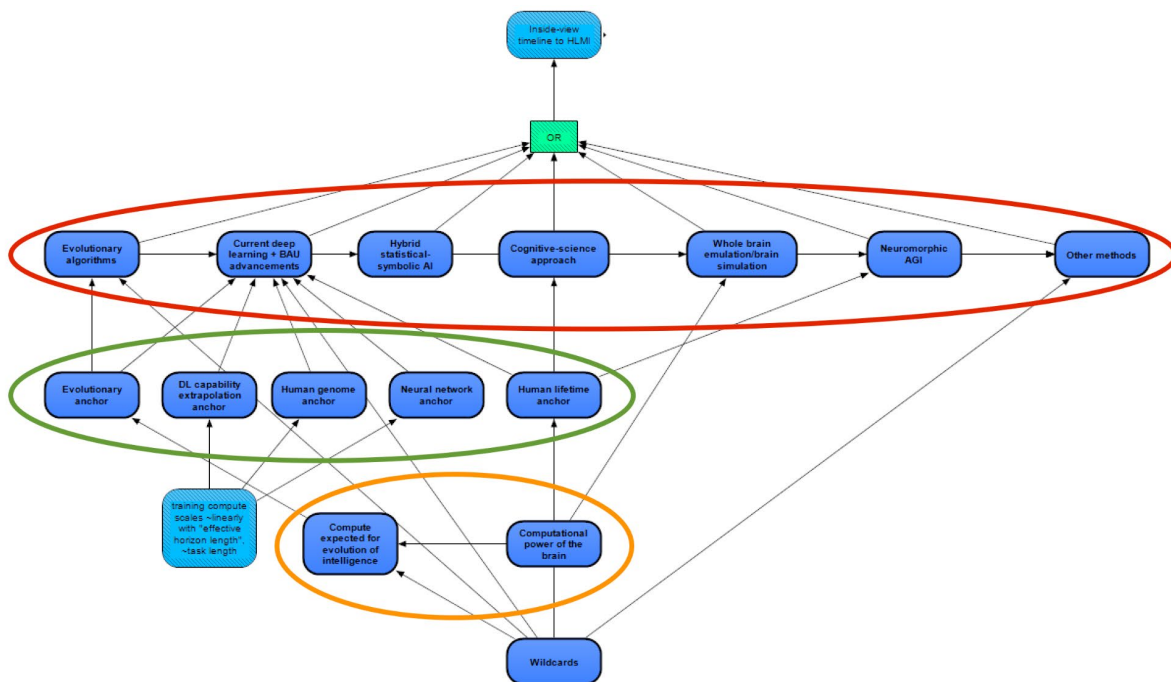 Inside-view
timeline to HLMI
OR
Evolutionary
algorithms
Current deep
learning + BAU
advancements
Hybrid
statistical-
symbolic AI
Cognitive-science
approach
Whole brain
emulation/brain
simulation
Neuromorphic
AGI
Other methods
Evolutionary
anchor
DL capability
extrapolation
anchor
Human genome
anchor
Neural network
anchor
Human lifetime
anchor
training compute
scales ~linearly
with "effective
horizon length".
~task length
Compute
expected for
evolution of
intelligence
Computational
power of the
brain
Wildcards